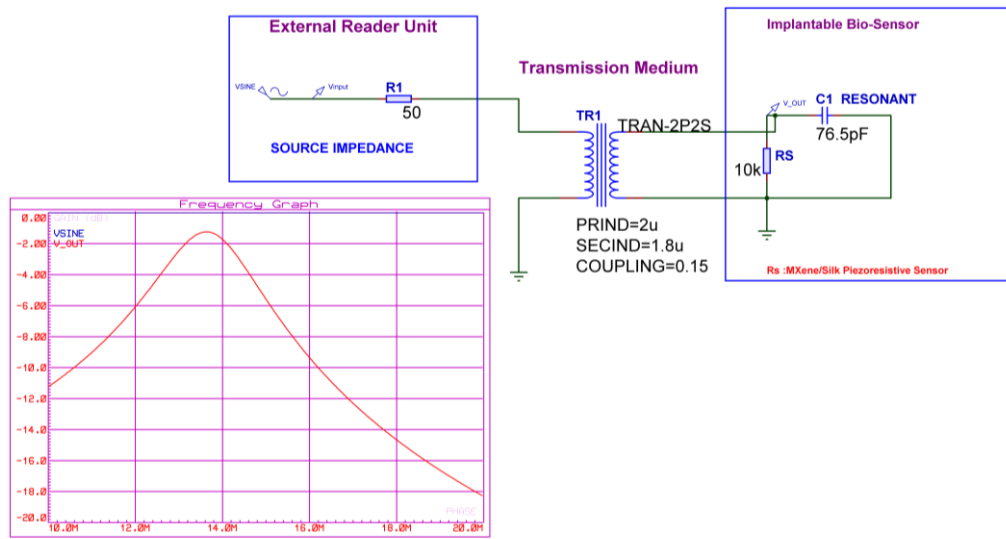 External Reader Unit
VSINE
Vinput
R1
50
SOURCE IMPEDANCE
Transmission Medium
TR1
TRAN-2P2S
PRIND=2u
SECIND=1.8u
COUPLING=0.15
Implantable Bio-Sensor
V_OUT
C1 RESONANT
76.5pF
RS
10k
Rs :MXene/Silk Piezoresistive Sensor
Frequency Graph
GAIN (dB)
VSINE
V_OUT
0.00
-2.00
-4.00
-6.00
-8.00
-10.0
-12.0
-14.0
-16.0
-18.0
-20.0
PHASE
10.0M 12.0M 14.0M 16.0M 18.0M 20.0M